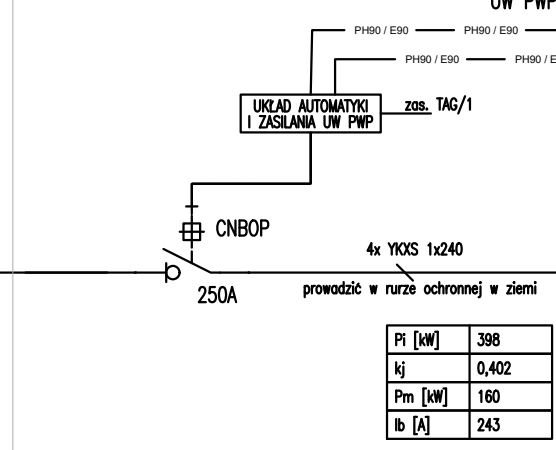 UW PWP
PH90 / E90 PH90 / E90
PH90 / E90 PH90 / E
UKŁAD AUTOMATYKI
I ZASILANIA UW PWP
zas. TAG/1
CNBOP
250A
4x YKXS 1x240
prowadzić w rurze ochronnej w ziemi
Pi [kW] 398
kj 0,402
Pm [kW] 160
Ib [A] 243